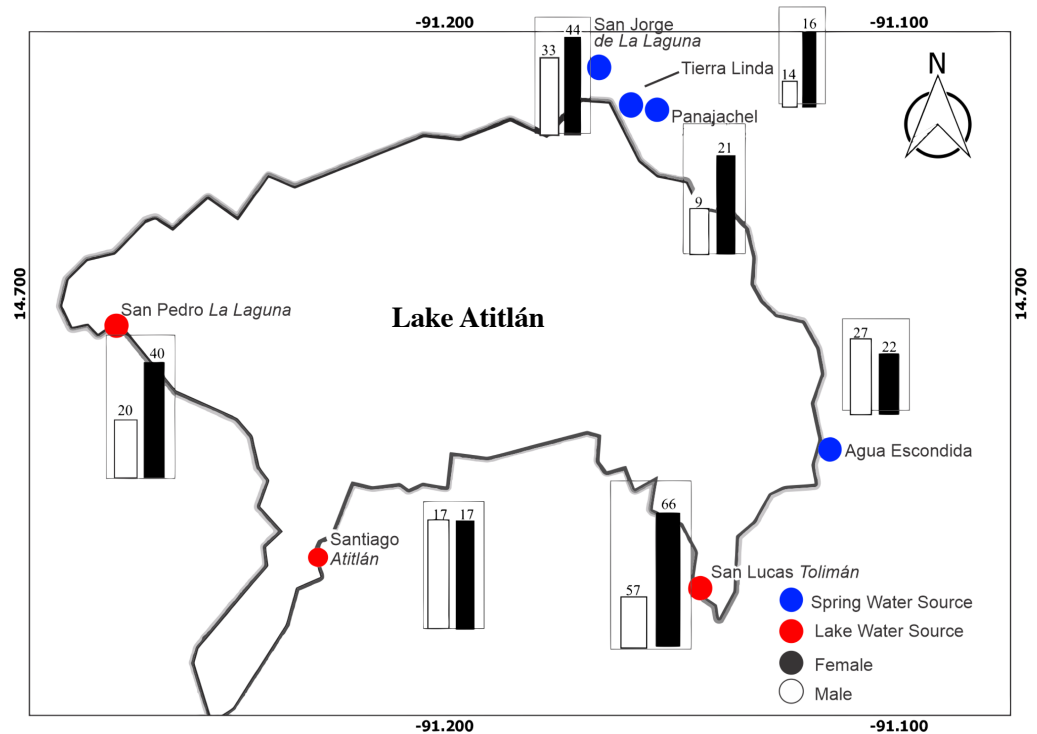 -91.200
-91.100
San Jorge
de La Laguna
44
33
16
14
Tierra Linda
N
Panajachel
21
9
14.700
14.700
San Pedro La Laguna
Lake Atitlán
27
22
40
20
Agua Escondida
66
57
17
17
Santiago
Atitlán
San Lucas Tolimán
Spring Water Source
Lake Water Source
Female
Male
-91.200
-91.100